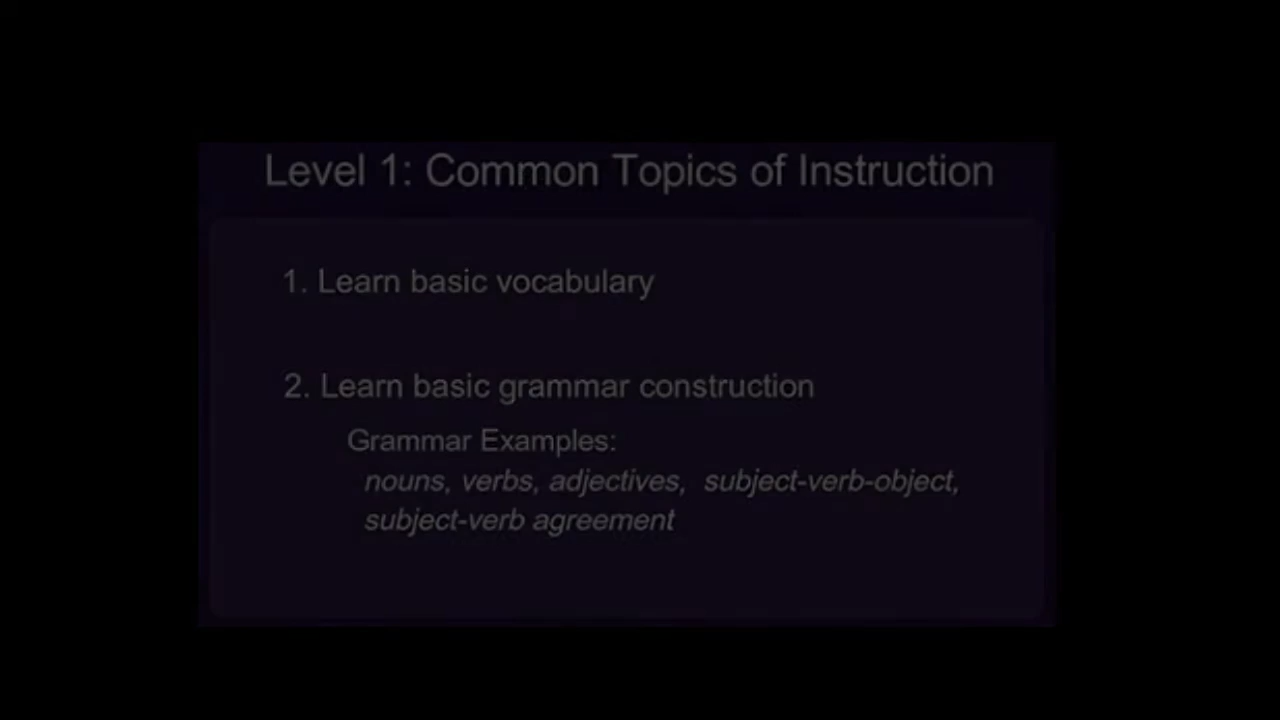 Level 1: Common Topics of Instruction
1. Learn basic vocabulary
2. Learn basic grammar construction
Grammar Examples:
nouns, verbs, adjectives, subject-verb-object,
subject-verb agreement